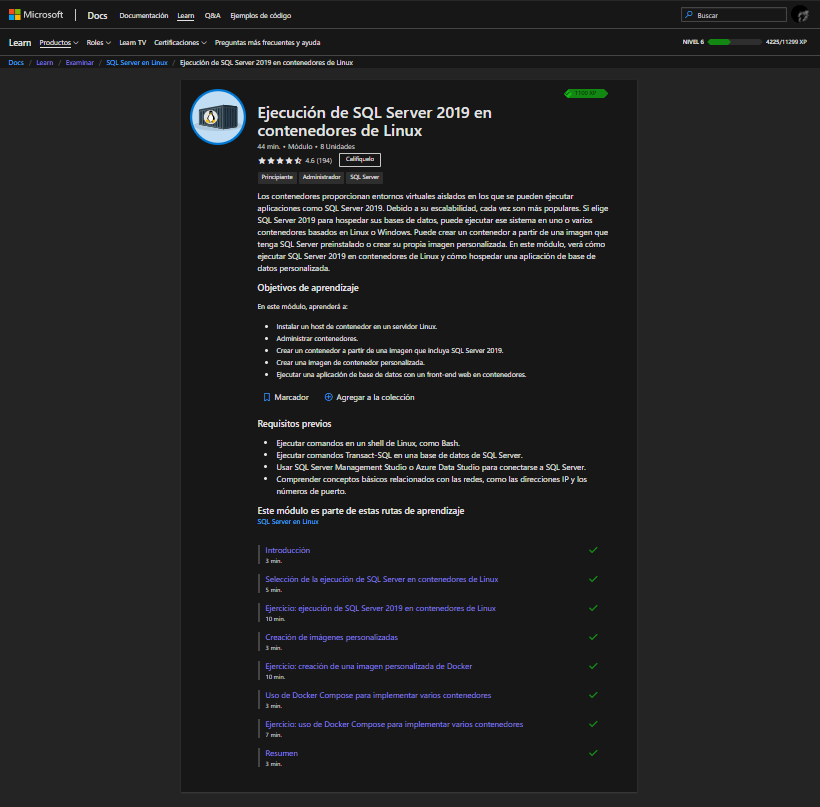 Microsoft
Docs
Documentación
Learn
Q&A
Ejemplos de código
Buscar
Learn
Productos
Roles
Learn TV
Certificaciones
Preguntas más frecuentes y ayuda
NIVEL 6
4225/11299 XP
Docs / Learn / Examinar / SQL Server en Linux / Ejecución de SQL Server 2019 en contenedores de Linux
1100 XP
Ejecución de SQL Server 2019 en
contenedores de Linux
44 min. • Módulo • 8 Unidades
4.6 (194)
Califíquelo
Principiante
Administrador
SQL Server
Los contenedores proporcionan entornos virtuales aislados en los que se pueden ejecutar
aplicaciones como SQL Server 2019. Debido a su escalabilidad, cada vez son más populares. Si elige
SQL Server 2019 para hospedar sus bases de datos, puede ejecutar ese sistema en uno o varios
contenedores basados en Linux o Windows. Puede crear un contenedor a partir de una imagen que
tenga SQL Server preinstalado o crear su propia imagen personalizada. En este módulo, verá cómo
ejecutar SQL Server 2019 en contenedores de Linux y cómo hospedar una aplicación de base de
datos personalizada.
Objetivos de aprendizaje
En este módulo, aprenderá a:
• Instalar un host de contenedor en un servidor Linux.
• Administrar contenedores.
• Crear un contenedor a partir de una imagen que incluya SQL Server 2019.
• Crear una imagen de contenedor personalizada.
• Ejecutar una aplicación de base de datos con un front-end web en contenedores.
Marcador
Agregar a la colección
Requisitos previos
• Ejecutar comandos en un shell de Linux, como Bash.
• Ejecutar comandos Transact-SQL en una base de datos de SQL Server.
• Usar SQL Server Management Studio o Azure Data Studio para conectarse a SQL Server.
• Comprender conceptos básicos relacionados con las redes, como las direcciones IP y los
números de puerto.
Este módulo es parte de estas rutas de aprendizaje
SQL Server en Linux
Introducción
3 min.
Selección de la ejecución de SQL Server en contenedores de Linux
5 min.
Ejercicio: ejecución de SQL Server 2019 en contenedores de Linux
10 min.
Creación de imágenes personalizadas
3 min.
Ejercicio: creación de una imagen personalizada de Docker
10 min.
Uso de Docker Compose para implementar varios contenedores
3 min.
Ejercicio: uso de Docker Compose para implementar varios contenedores
7 min.
Resumen
3 min.